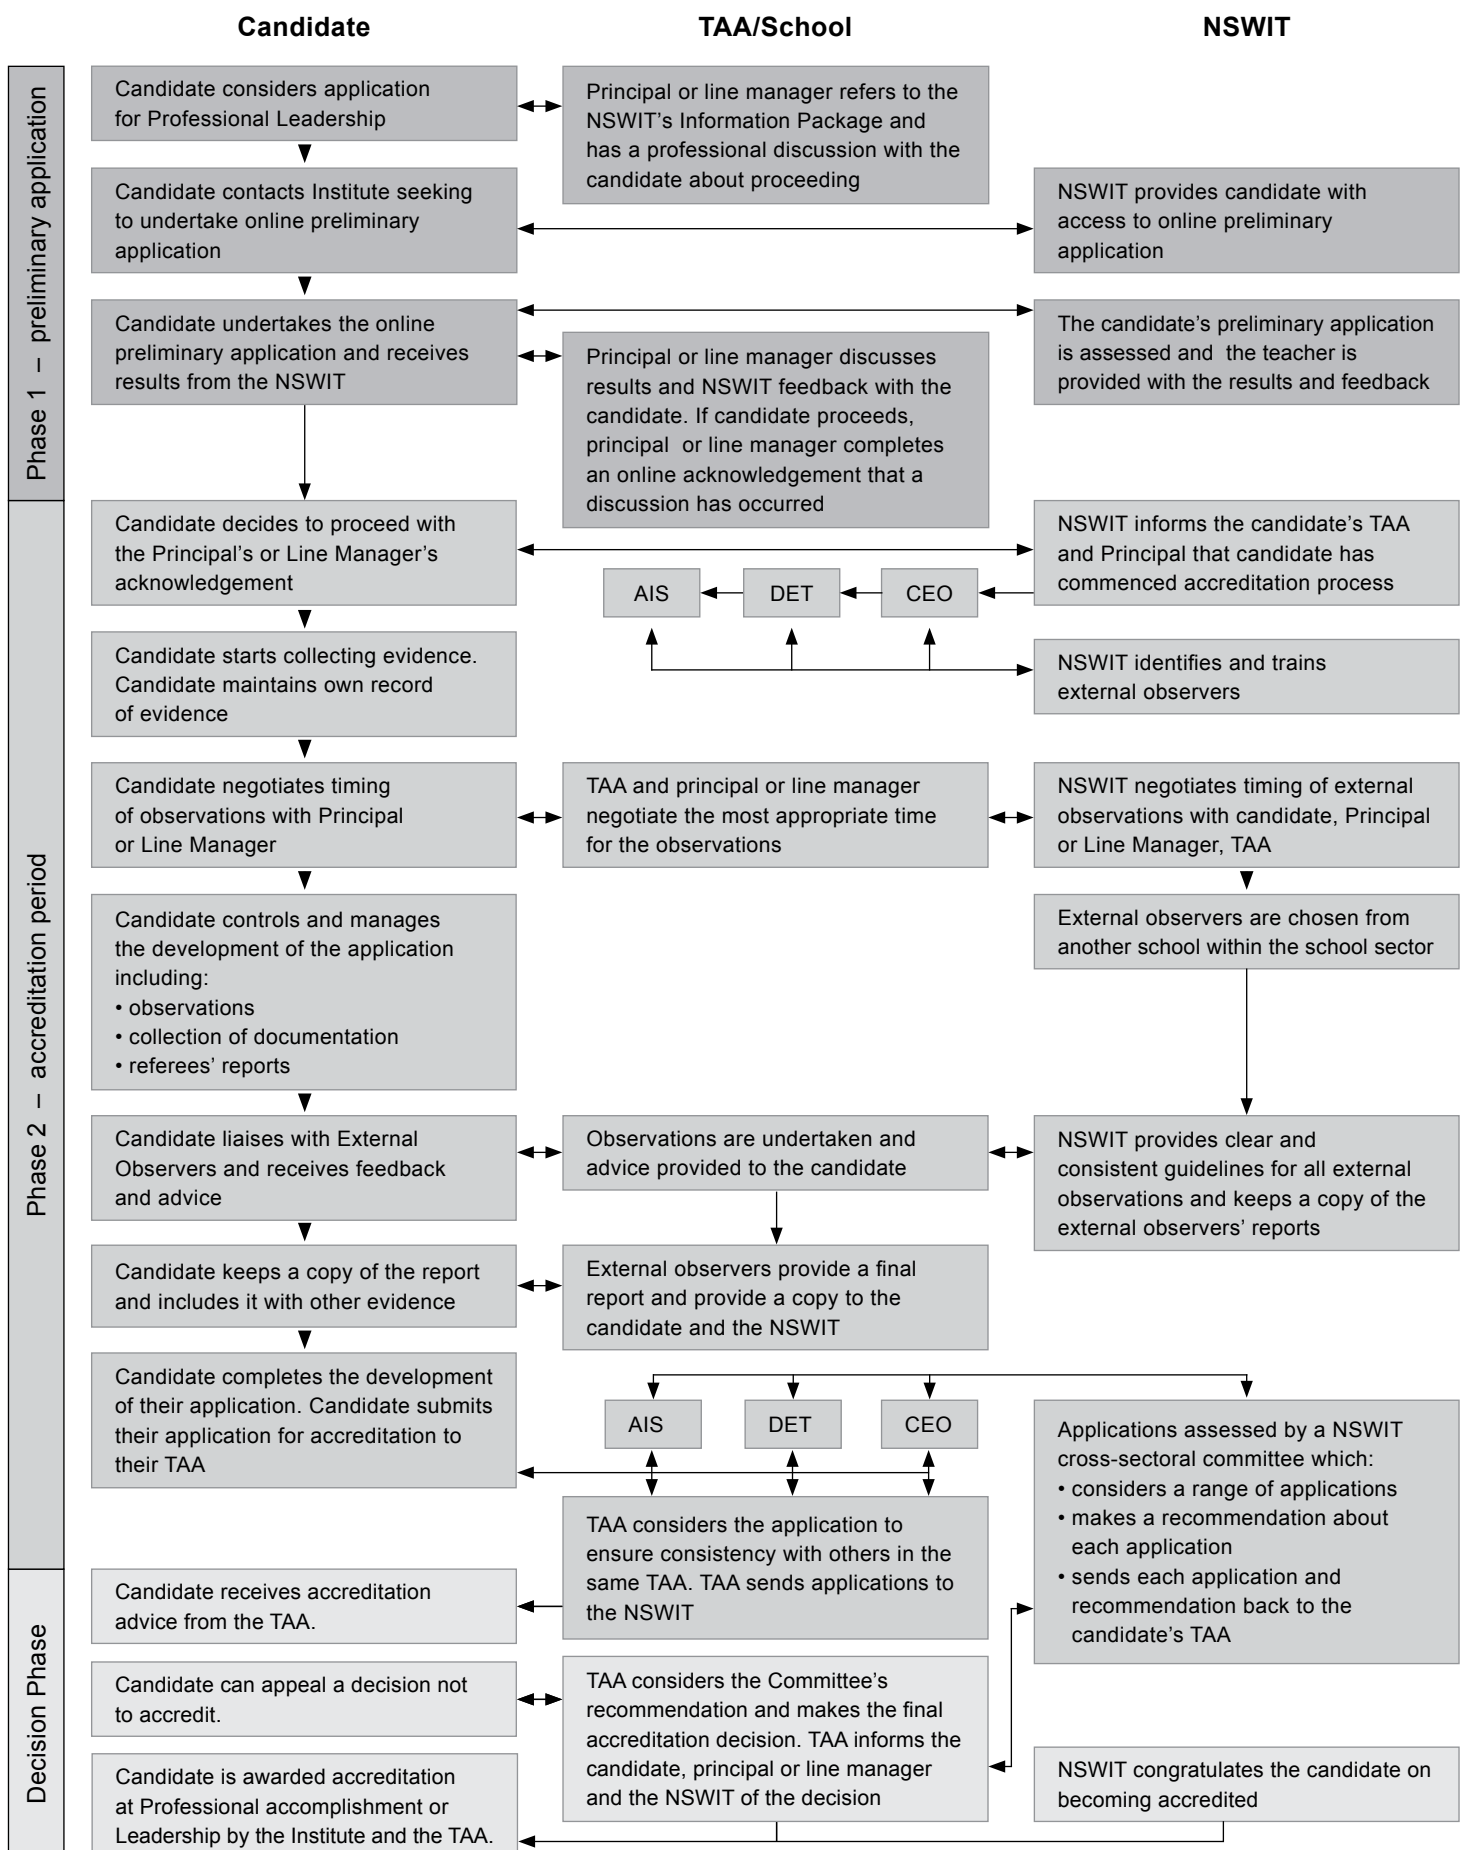 Candidate
TAA/School
NSWIT
Phase 1 – preliminary application
Candidate considers application
for Professional Leadership
Principal or line manager refers to the
NSWIT's Information Package and
has a professional discussion with the
candidate about proceeding
Candidate contacts Institute seeking
to undertake online preliminary
application
NSWIT provides candidate with
access to online preliminary
application
Candidate undertakes the online
preliminary application and receives
results from the NSWIT
Principal or line manager discusses
results and NSWIT feedback with the
candidate. If candidate proceeds,
principal or line manager completes
an online acknowledgement that a
discussion has occurred
The candidate's preliminary application
is assessed and the teacher is
provided with the results and feedback
Phase 2 – accreditation period
Candidate decides to proceed with
the Principal's or Line Manager's
acknowledgement
NSWIT informs the candidate's TAA
and Principal that candidate has
commenced accreditation process
AIS
DET
CEO
Candidate starts collecting evidence.
Candidate maintains own record
of evidence
NSWIT identifies and trains
external observers
Candidate negotiates timing
of observations with Principal
or Line Manager
TAA and principal or line manager
negotiate the most appropriate time
for the observations
NSWIT negotiates timing of external
observations with candidate, Principal
or Line Manager, TAA
Candidate controls and manages
the development of the application
including:
• observations
• collection of documentation
• referees' reports
External observers are chosen from
another school within the school sector
Candidate liaises with External
Observers and receives feedback
and advice
Observations are undertaken and
advice provided to the candidate
NSWIT provides clear and
consistent guidelines for all external
observations and keeps a copy of the
external observers' reports
Candidate keeps a copy of the report
and includes it with other evidence
External observers provide a final
report and provide a copy to the
candidate and the NSWIT
Candidate completes the development
of their application. Candidate submits
their application for accreditation to
their TAA
AIS
DET
CEO
Applications assessed by a NSWIT
cross-sectoral committee which:
• considers a range of applications
• makes a recommendation about
each application
• sends each application and
recommendation back to the
candidate's TAA
TAA considers the application to
ensure consistency with others in the
same TAA. TAA sends applications to
the NSWIT
Decision Phase
Candidate receives accreditation
advice from the TAA.
Candidate can appeal a decision not
to accredit.
TAA considers the Committee's
recommendation and makes the final
accreditation decision. TAA informs the
candidate, principal or line manager
and the NSWIT of the decision
Candidate is awarded accreditation
at Professional accomplishment or
Leadership by the Institute and the TAA.
NSWIT congratulates the candidate on
becoming accredited